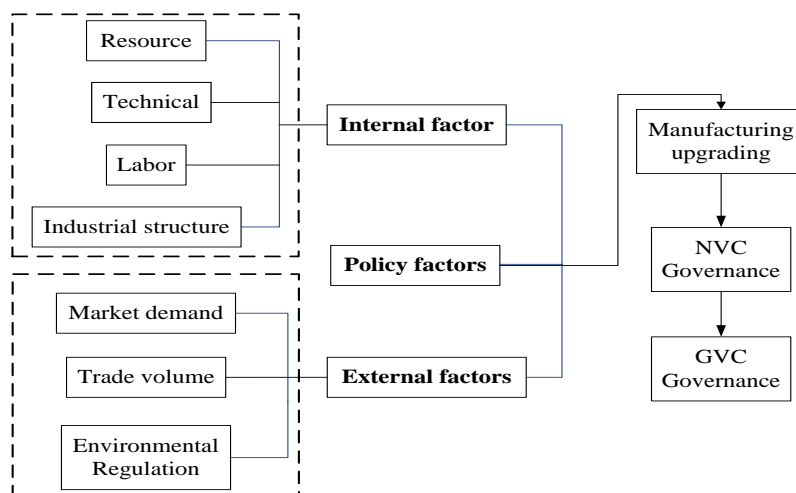 Resource
Technical
Labor
Industrial structure
Internal factor
Policy factors
Market demand
Trade volume
Environmental
Regulation
External factors
Manufacturing
upgrading
NVC
Governance
GVC
Governance